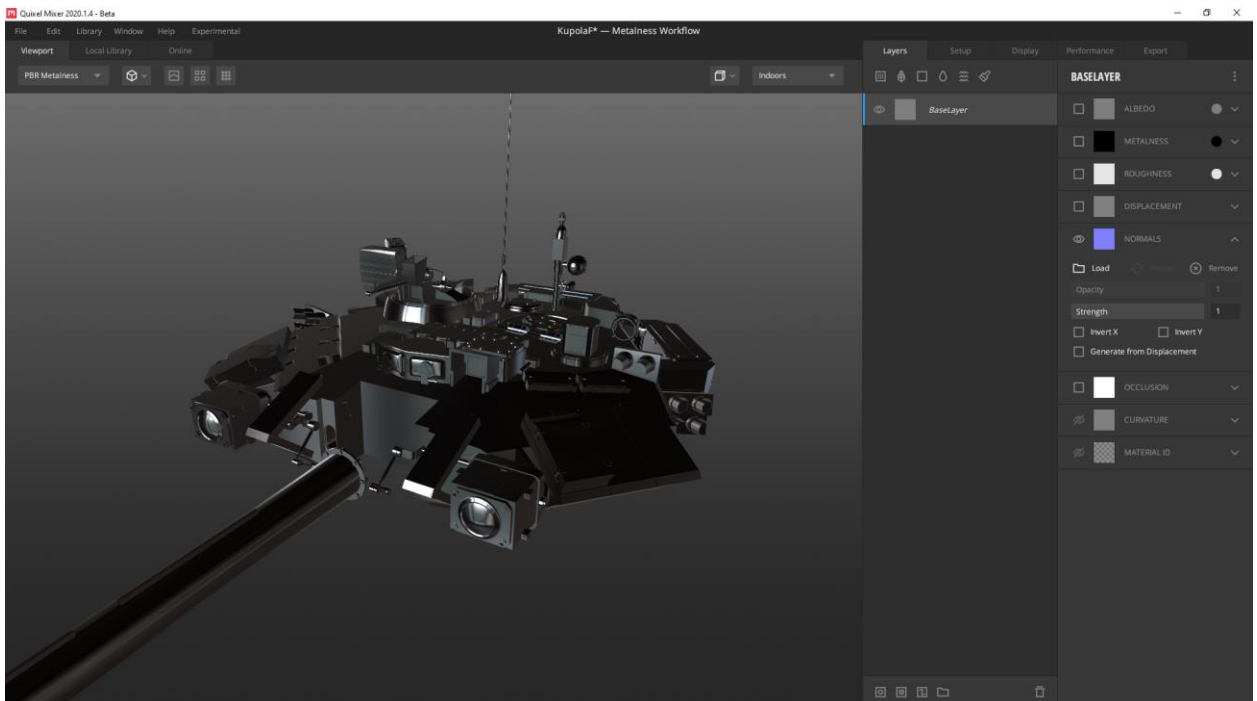 Quixel Mixer 2020.1.4 - Beta
File Edit Library Window Help Experimental
KupolaF* — Metalness Workflow
Viewport Local Library Online
Layers Setup Display Performance Export
PBR Metalness
Indoors
BASELAYER
BaseLayer
ALBEDO
METALNESS
ROUGHNESS
DISPLACEMENT
NORMALS
Load Remove
Opacity 1
Strength 1
Invert X Invert Y
Generate from Displacement
OCCLUSION
CURVATURE
MATERIAL ID